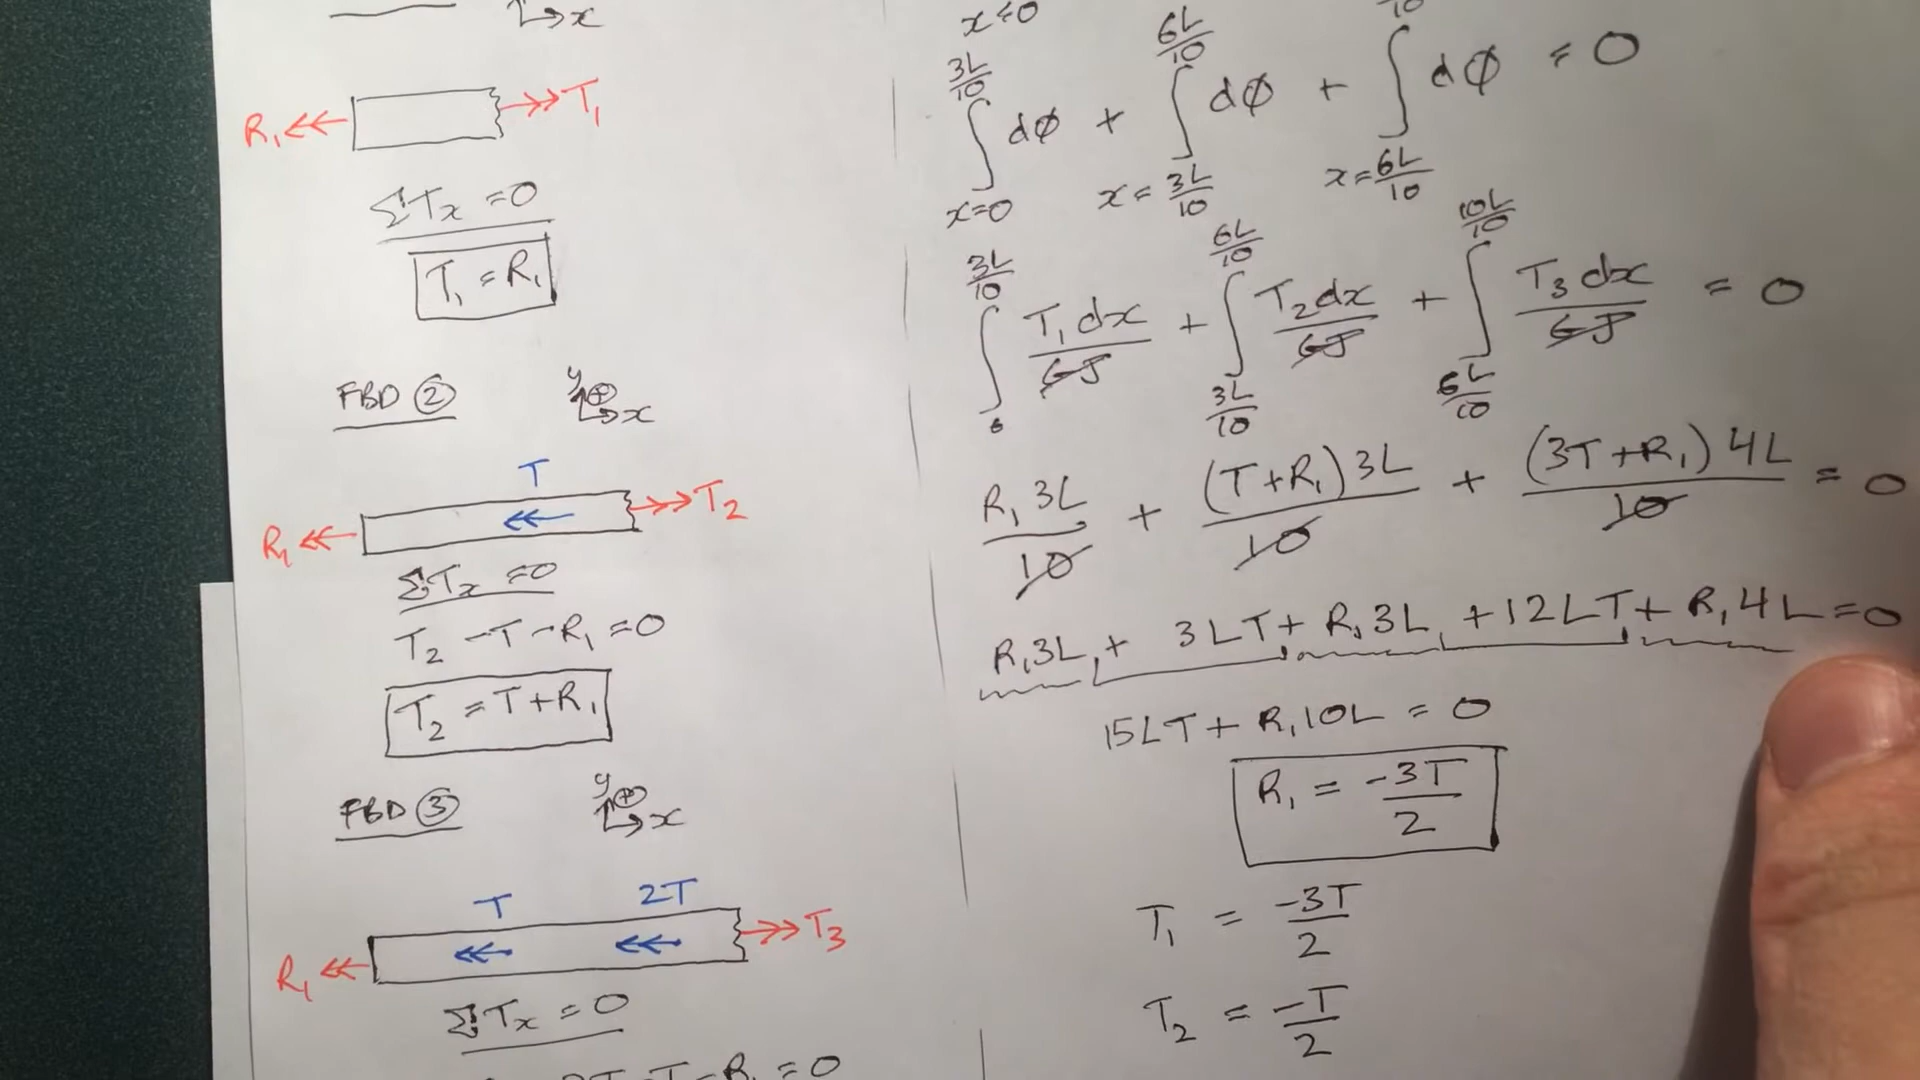 x
R₁ T₁
ΣTx = 0
T₁ = R₁
FBD ② y x
T
R₁ T₂
ΣTx = 0
T₂ - T - R₁ = 0
T₂ = T + R₁
FBD ③ y x
T 2T
R₁ T₃
ΣTx = 0
2T - T - R₁ = 0
x=0
∫_{x=0}^{3L/10} dϕ + ∫_{x=3L/10}^{6L/10} dϕ + ∫_{x=6L/10}^{10} dϕ = 0
∫_{0}^{3L/10} T₁dx/GJ + ∫_{3L/10}^{6L/10} T₂dx/GJ + ∫_{6L/10}^{10L/10} T₃dx/GJ = 0
R₁3L/10 + (T+R₁)3L/10 + (3T+R₁)4L/10 = 0
R₁3L + 3LT + R₁3L + 12LT + R₁4L = 0
15LT + R₁10L = 0
R₁ = -3T/2
T₁ = -3T/2
T₂ = -T/2